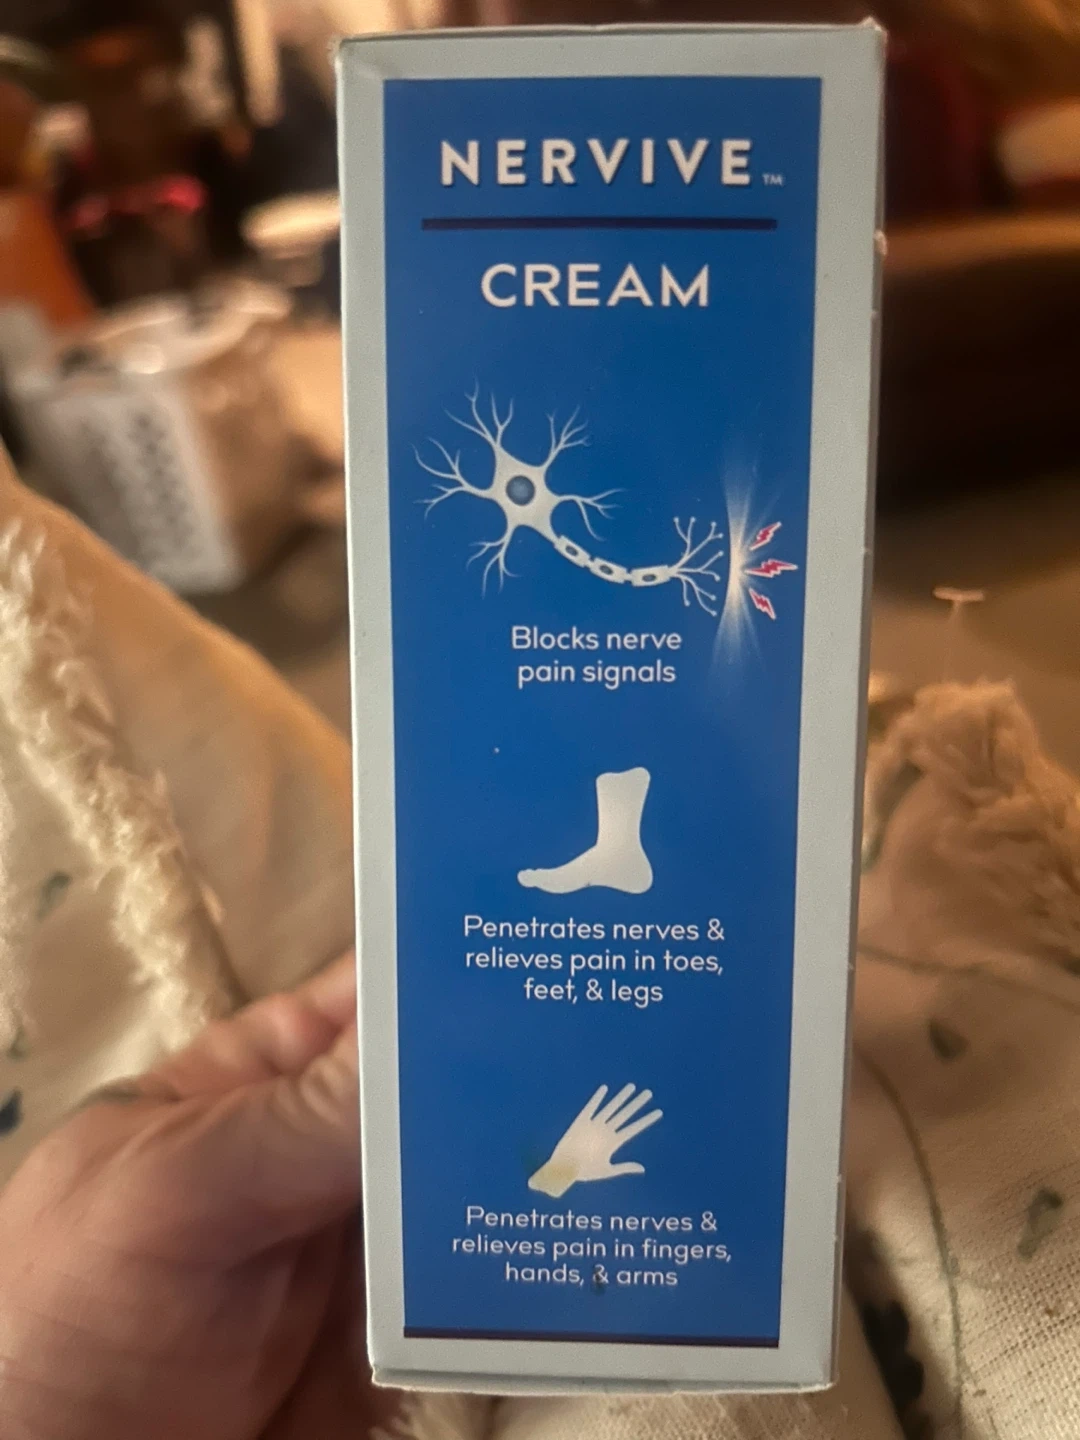 NERVIVE™
CREAM
Blocks nerve
pain signals
Penetrates nerves &
relieves pain in toes,
feet, & legs
Penetrates nerves &
relieves pain in fingers,
hands, & arms